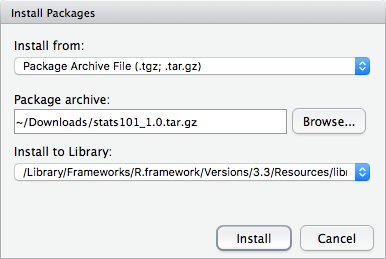 Install Packages
Install from:
Package Archive File (.tgz; .tar.gz)
Package archive:
~/Downloads/stats101_1.0.tar.gz
Browse...
Install to Library:
/Library/Frameworks/R.framework/Versions/3.3/Resources/libr
Install
Cancel